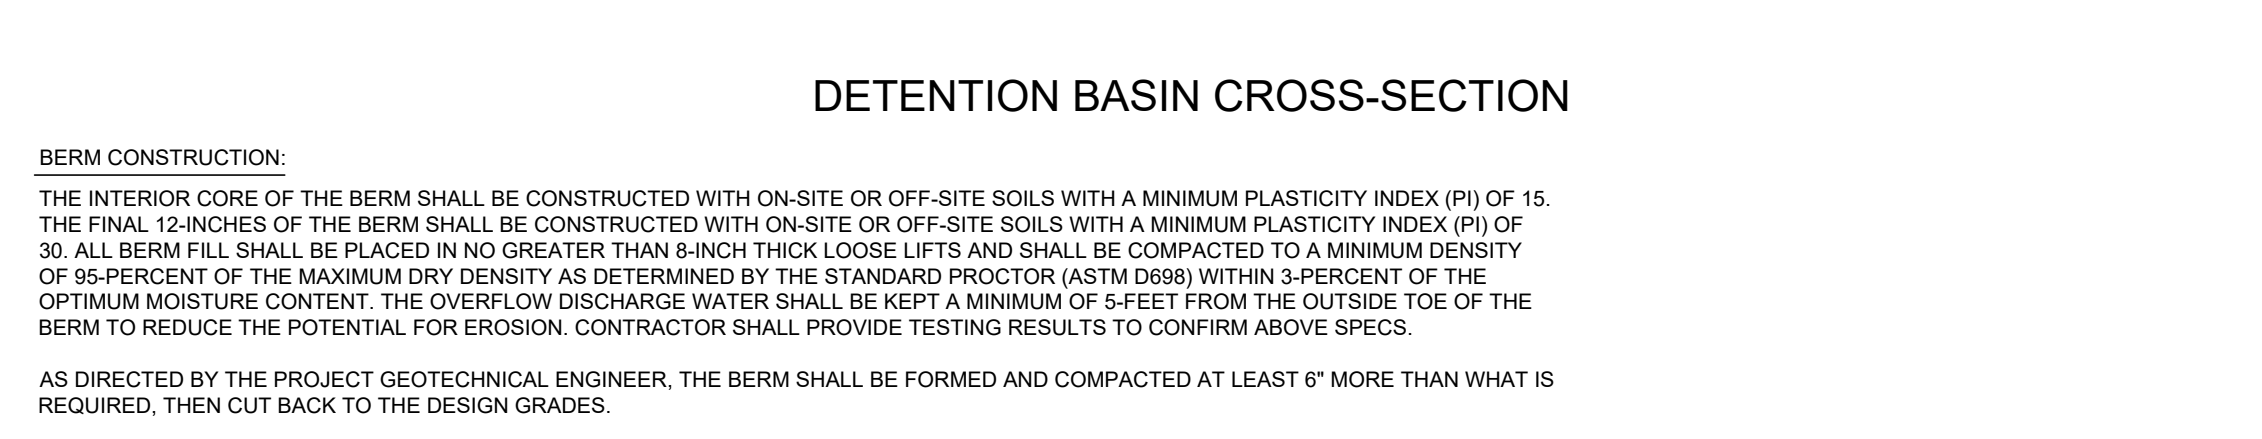 DETENTION BASIN CROSS-SECTION
BERM CONSTRUCTION:
THE INTERIOR CORE OF THE BERM SHALL BE CONSTRUCTED WITH ON-SITE OR OFF-SITE SOILS WITH A MINIMUM PLASTICITY INDEX (PI) OF 15.
THE FINAL 12-INCHES OF THE BERM SHALL BE CONSTRUCTED WITH ON-SITE OR OFF-SITE SOILS WITH A MINIMUM PLASTICITY INDEX (PI) OF
30. ALL BERM FILL SHALL BE PLACED IN NO GREATER THAN 8-INCH THICK LOOSE LIFTS AND SHALL BE COMPACTED TO A MINIMUM DENSITY
OF 95-PERCENT OF THE MAXIMUM DRY DENSITY AS DETERMINED BY THE STANDARD PROCTOR (ASTM D698) WITHIN 3-PERCENT OF THE
OPTIMUM MOISTURE CONTENT. THE OVERFLOW DISCHARGE WATER SHALL BE KEPT A MINIMUM OF 5-FEET FROM THE OUTSIDE TOE OF THE
BERM TO REDUCE THE POTENTIAL FOR EROSION. CONTRACTOR SHALL PROVIDE TESTING RESULTS TO CONFIRM ABOVE SPECS.
AS DIRECTED BY THE PROJECT GEOTECHNICAL ENGINEER, THE BERM SHALL BE FORMED AND COMPACTED AT LEAST 6" MORE THAN WHAT IS
REQUIRED, THEN CUT BACK TO THE DESIGN GRADES.